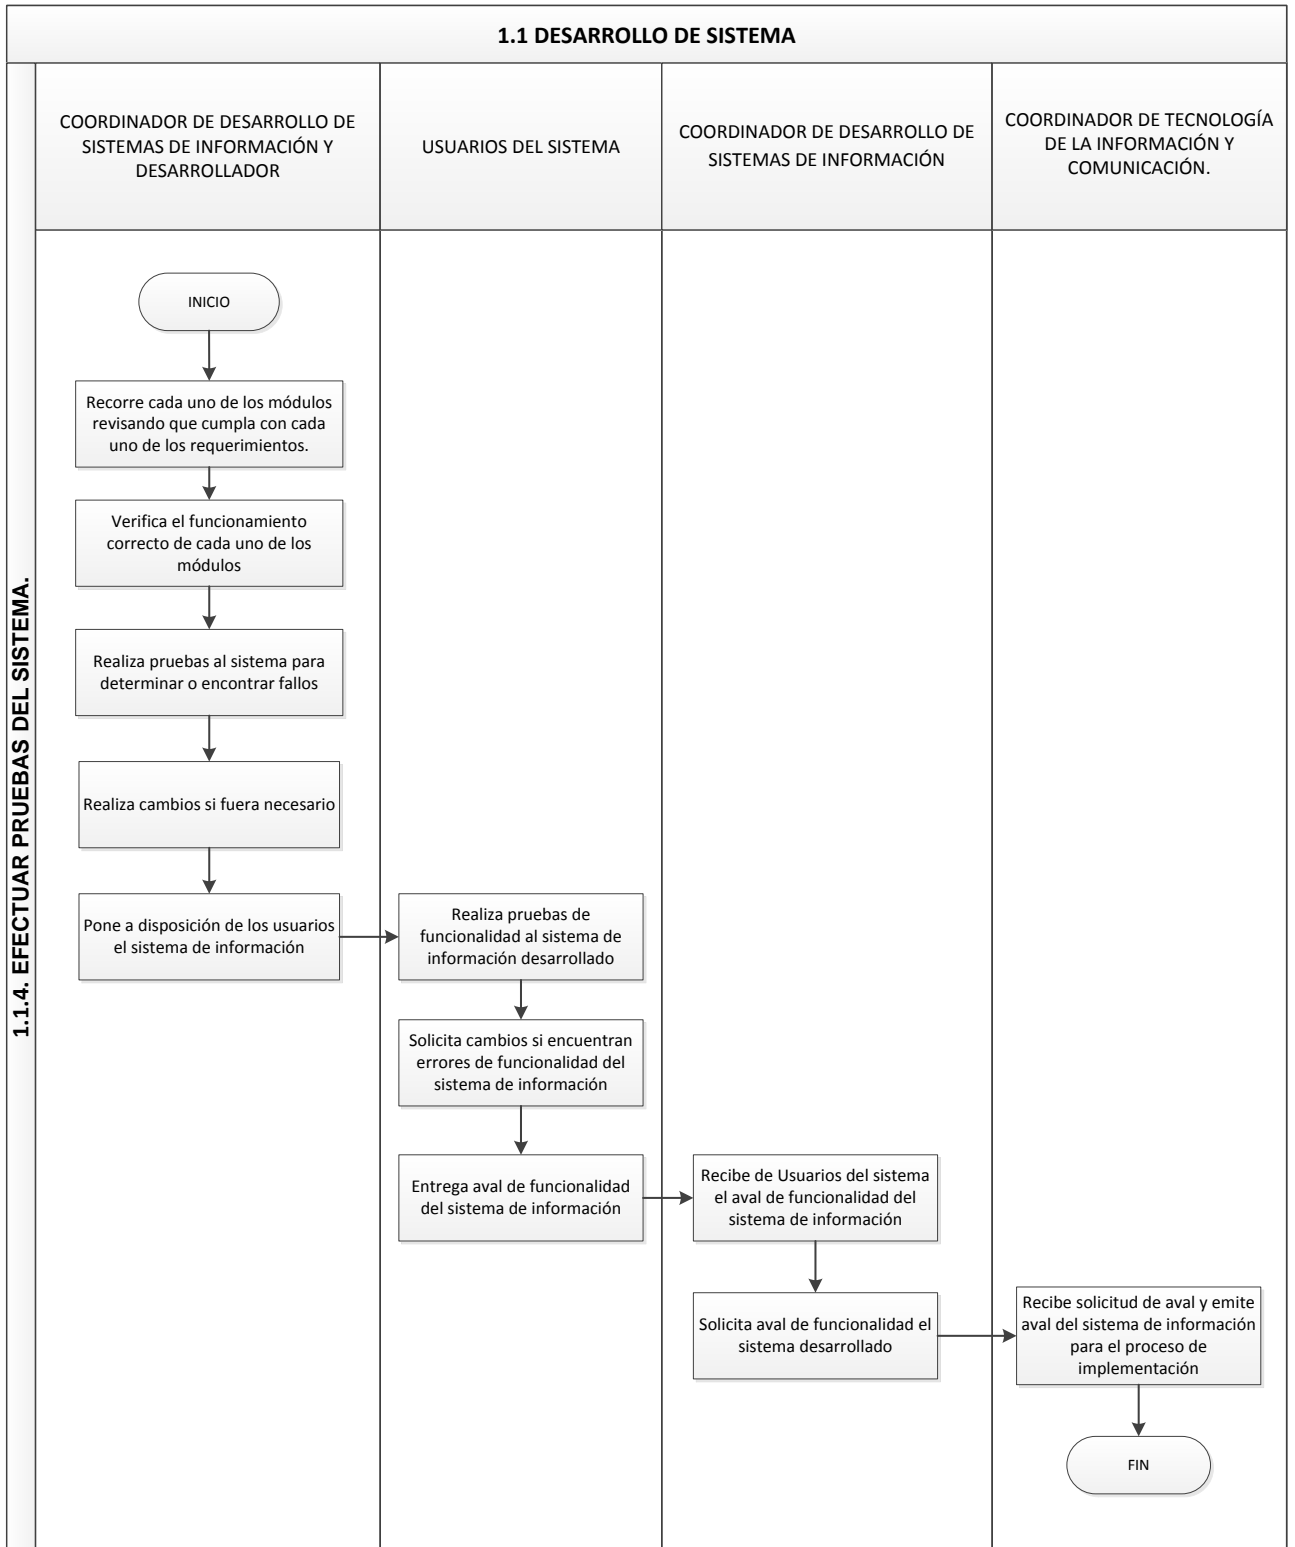 1.1 DESARROLLO DE SISTEMA
1.1.4. EFECTUAR PRUEBAS DEL SISTEMA.
COORDINADOR DE DESARROLLO DE
SISTEMAS DE INFORMACIÓN Y
DESARROLLADOR
USUARIOS DEL SISTEMA
COORDINADOR DE DESARROLLO DE
SISTEMAS DE INFORMACIÓN
COORDINADOR DE TECNOLOGÍA
DE LA INFORMACIÓN Y
COMUNICACIÓN.
INICIO
Recorre cada uno de los módulos
revisando que cumpla con cada
uno de los requerimientos.
Verifica el funcionamiento
correcto de cada uno de los
módulos
Realiza pruebas al sistema para
determinar o encontrar fallos
Realiza cambios si fuera necesario
Pone a disposición de los usuarios
el sistema de información
Realiza pruebas de
funcionalidad al sistema de
información desarrollado
Solicita cambios si encuentran
errores de funcionalidad del
sistema de información
Entrega aval de funcionalidad
del sistema de información
Recibe de Usuarios del sistema
el aval de funcionalidad del
sistema de información
Solicita aval de funcionalidad el
sistema desarrollado
Recibe solicitud de aval y emite
aval del sistema de información
para el proceso de
implementación
FIN